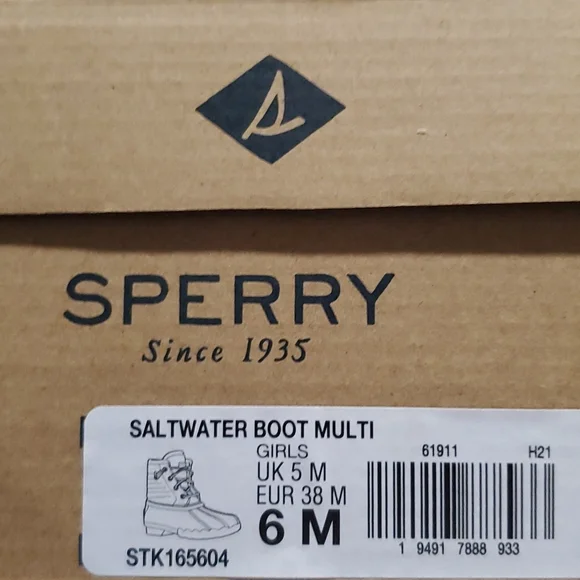 SPERRY
Since 1935
SALTWATER BOOT MULTI
GIRLS
UK 5 M
EUR 38 M
6 M
STK165604
61911 H21
1 9491 7888 933